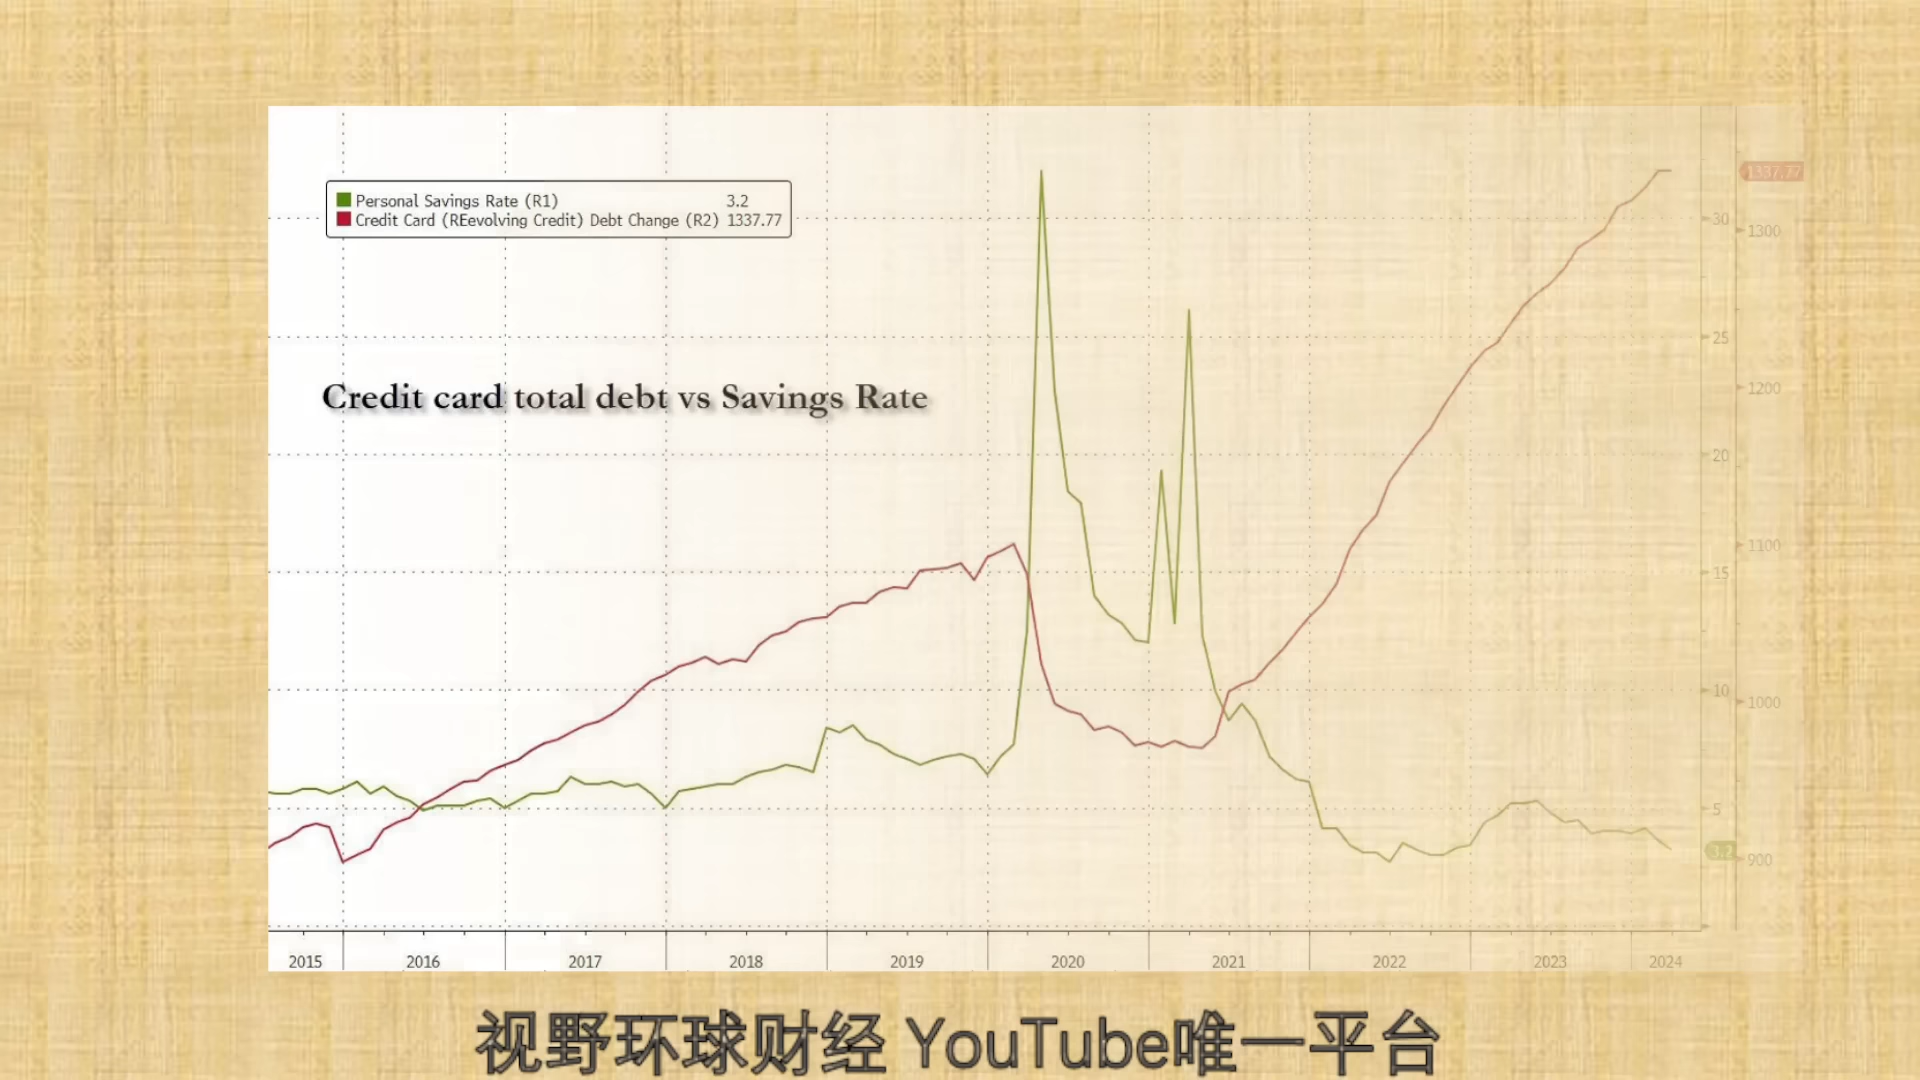 Personal Savings Rate (R1) 3.2
Credit Card (REevolving Credit) Debt Change (R2) 1337.77
Credit card total debt vs Savings Rate
1337.77
30
1300
25
1200
20
1100
15
10
1000
5
3.2
900
2015 2016 2017 2018 2019 2020 2021 2022 2023 2024
视野环球财经 YouTube唯一平台